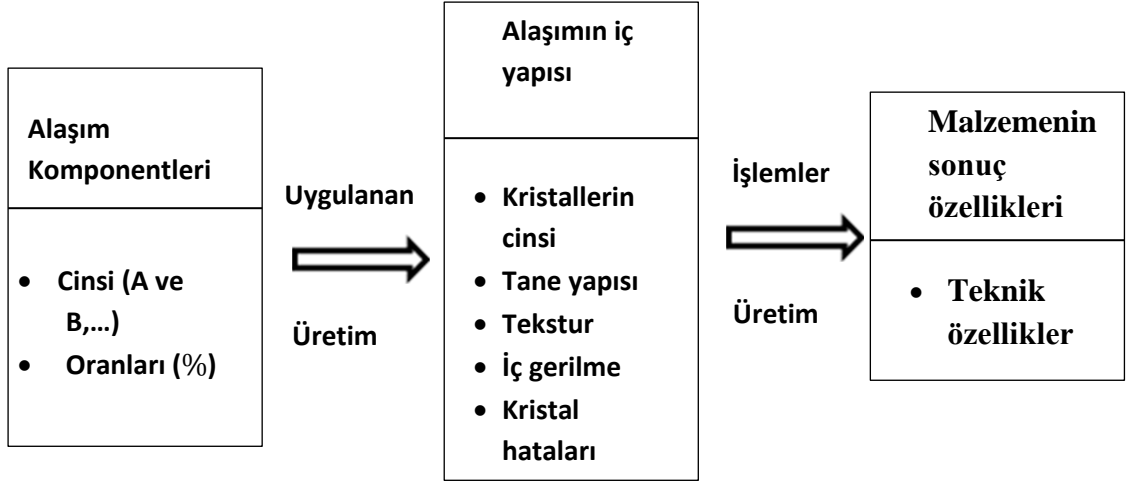 Alaşım
Komponentleri
• Cinsi (A ve
B,...)
• Oranları (%)
Uygulanan
Üretim
Alaşımın iç
yapısı
• Kristallerin
cinsi
• Tane yapısı
• Tekstur
• İç gerilme
• Kristal
hataları
İşlemler
Üretim
Malzemenin
sonuç
özellikleri
• Teknik
özellikler